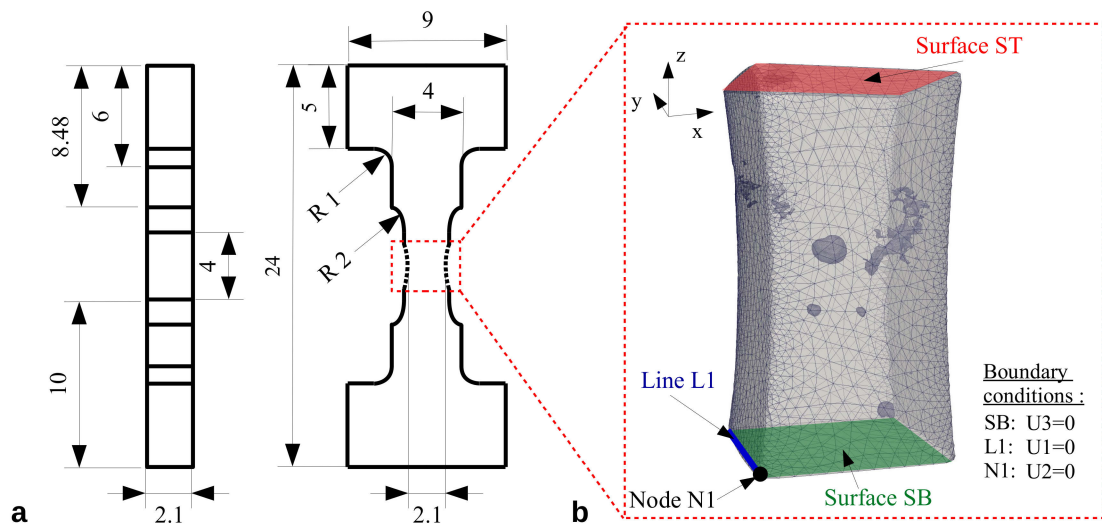 9
4
5
6
8.48
R 1
R 2
4
24
10
2.1
2.1
a
Surface ST
z
y
x
Line L1
Node N1
Surface SB
Boundary
conditions :
SB: U3=0
L1: U1=0
N1: U2=0
b